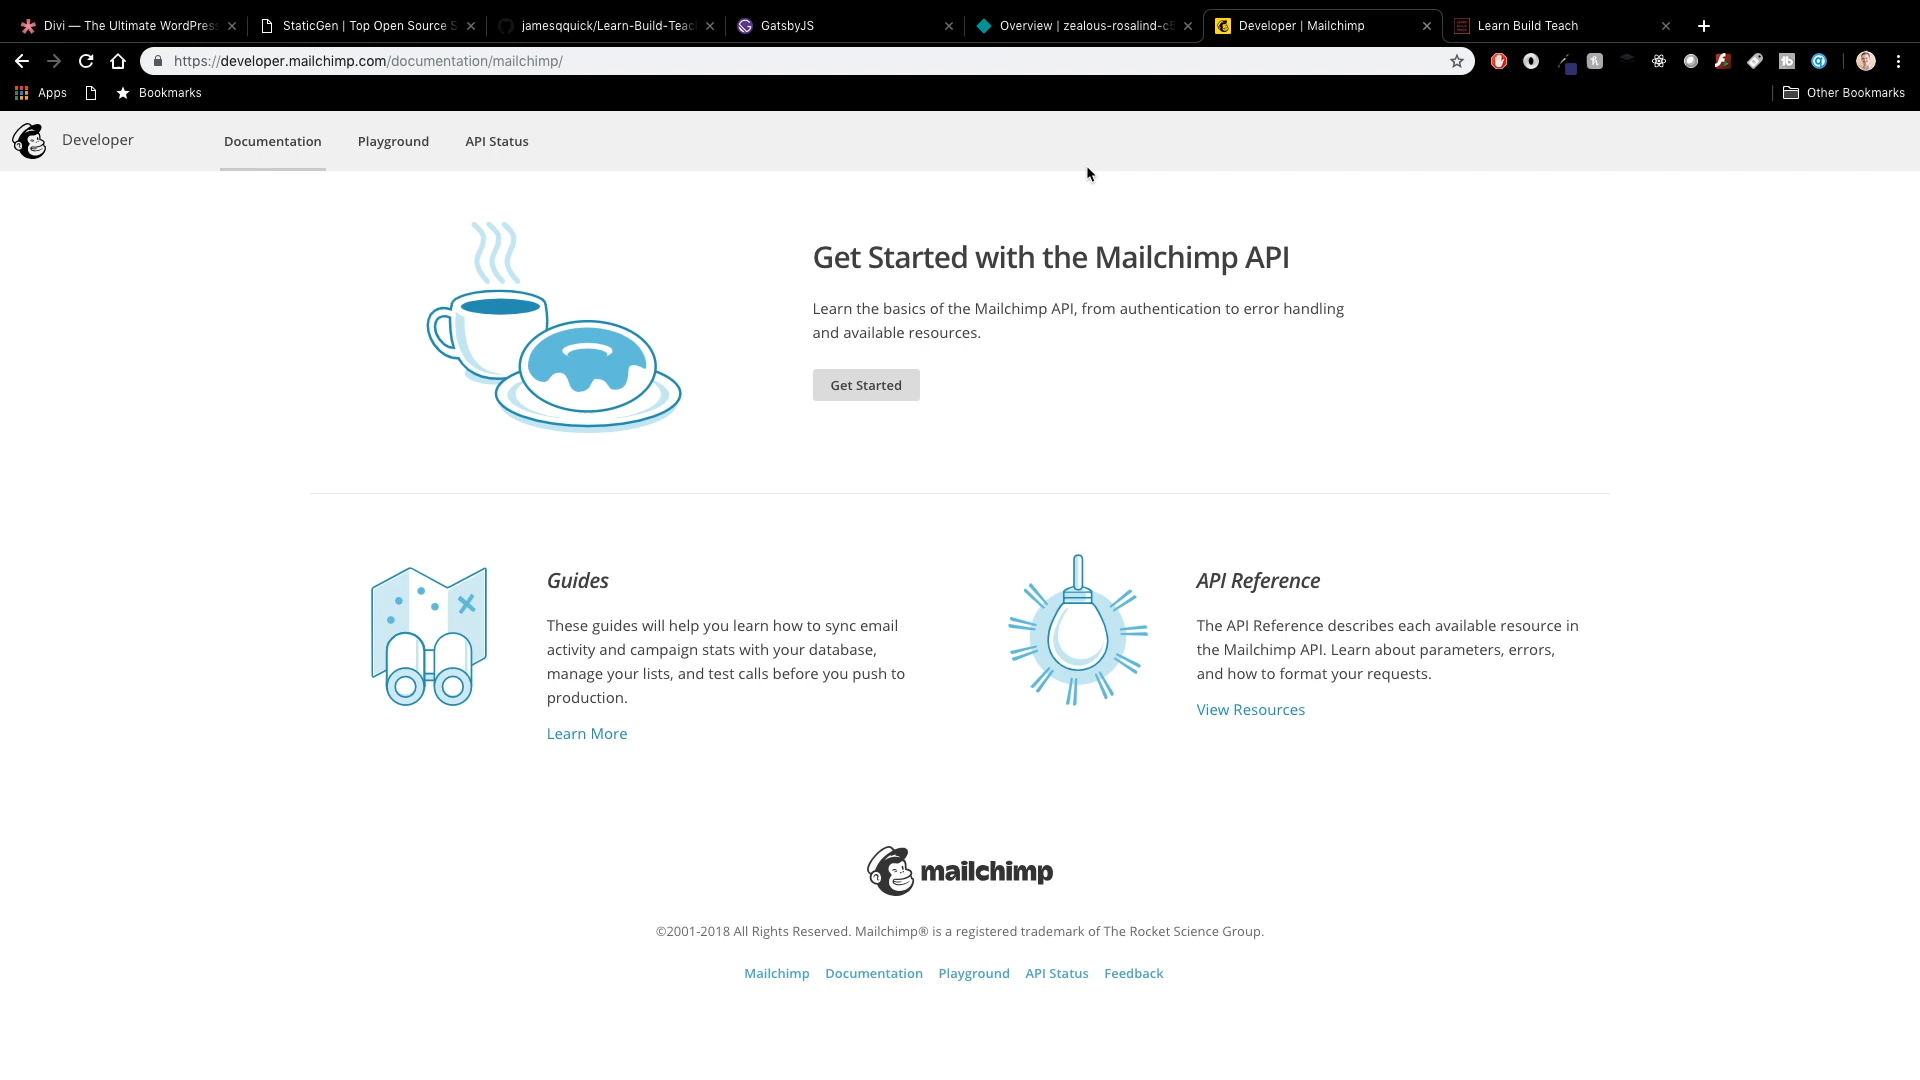 Divi — The Ultimate WordPress
StaticGen | Top Open Source S
jamesqquick/Learn-Build-Teac
GatsbyJS
Overview | zealous-rosalind-c5
Developer | Mailchimp
Learn Build Teach
https://developer.mailchimp.com/documentation/mailchimp/
Apps
Bookmarks
Other Bookmarks
Developer
Documentation
Playground
API Status
Get Started with the Mailchimp API
Learn the basics of the Mailchimp API, from authentication to error handling
and available resources.
Get Started
Guides
These guides will help you learn how to sync email
activity and campaign stats with your database,
manage your lists, and test calls before you push to
production.
Learn More
API Reference
The API Reference describes each available resource in
the Mailchimp API. Learn about parameters, errors,
and how to format your requests.
View Resources
mailchimp
©2001-2018 All Rights Reserved. Mailchimp® is a registered trademark of The Rocket Science Group.
Mailchimp Documentation Playground API Status Feedback